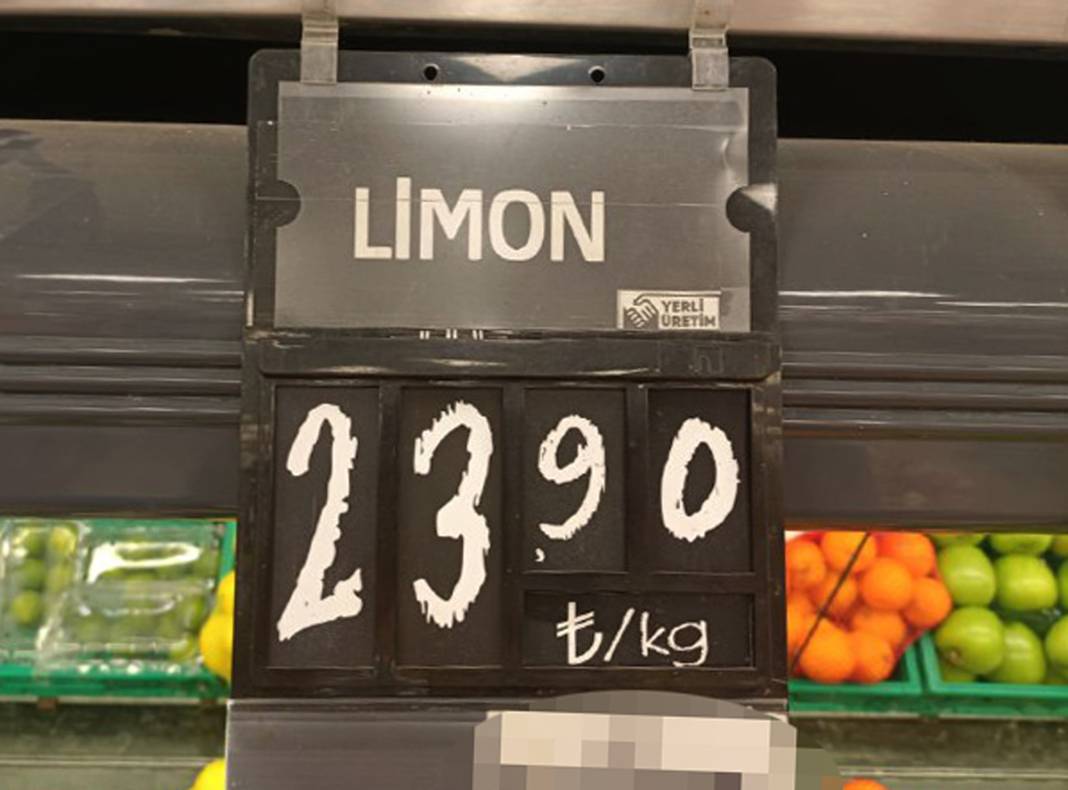 LİMON
YERLİ
ÜRETİM
23,90
₺/kg